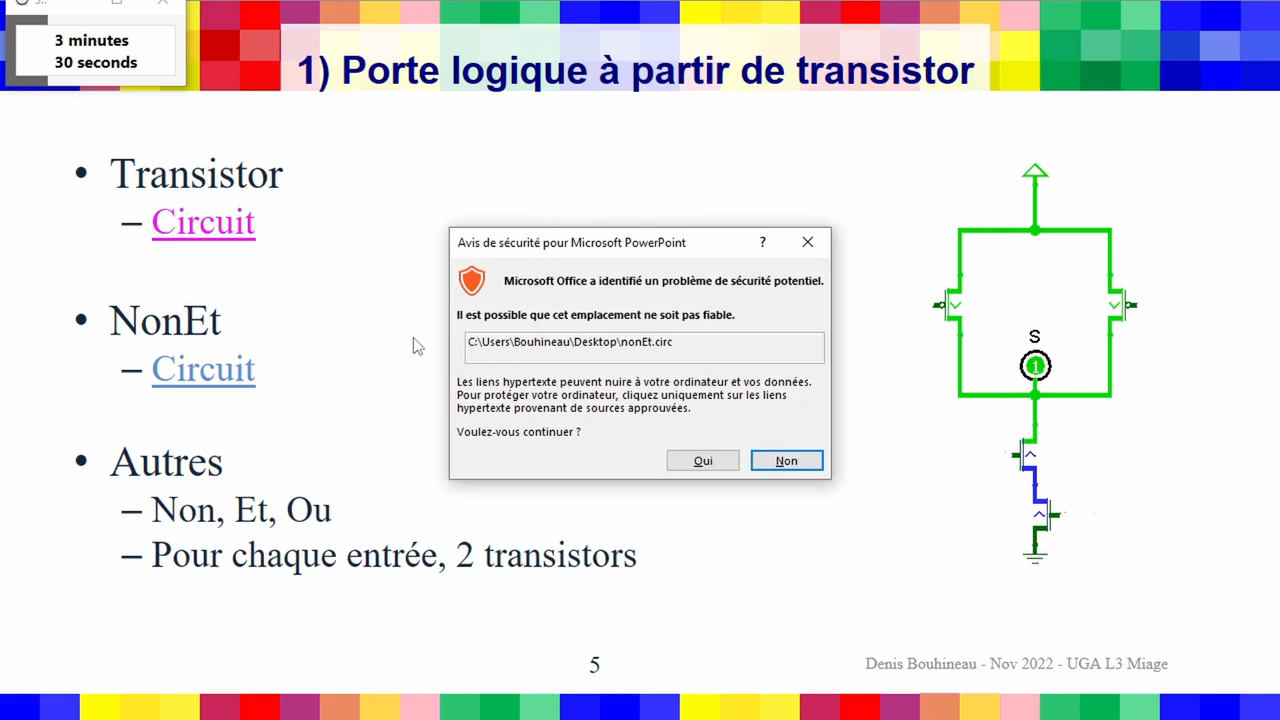 3 minutes
30 seconds
1) Porte logique à partir de transistor
• Transistor
– Circuit
• NonEt
– Circuit
• Autres
– Non, Et, Ou
– Pour chaque entrée, 2 transistors
Avis de sécurité pour Microsoft PowerPoint
?
Microsoft Office a identifié un problème de sécurité potentiel.
Il est possible que cet emplacement ne soit pas fiable.
C:\Users\Bouhineau\Desktop\nonEt.circ
Les liens hypertexte peuvent nuire à votre ordinateur et vos données.
Pour protéger votre ordinateur, cliquez uniquement sur les liens
hypertexte provenant de sources approuvées.
Voulez-vous continuer ?
Oui
Non
S
1
5
Denis Bouhineau - Nov 2022 - UGA L3 Miage